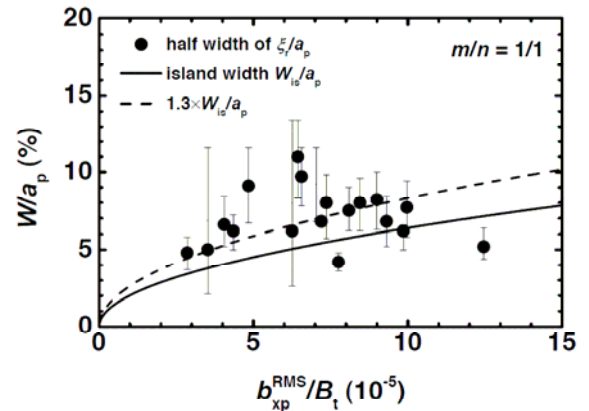 20
15
10
5
0
W/aₚ (%)
half width of ξᵣ/aₚ
island width Wᵢₛ/aₚ
1.3×Wᵢₛ/aₚ
m/n = 1/1
0
5
10
15
bₓₚᴿᴹˢ/Bₜ (10⁻⁵)